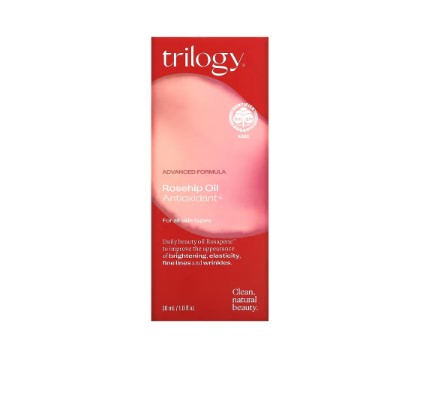 trilogy
ADVANCED FORMULA
Rosehip Oil
Antioxidant+
For all skin types
Daily beauty oil Rosapene™
to improve the appearance
of brightening, elasticity,
fine lines and wrinkles.
Clean,
natural
beauty.
30 mL / 1.0 fl oz